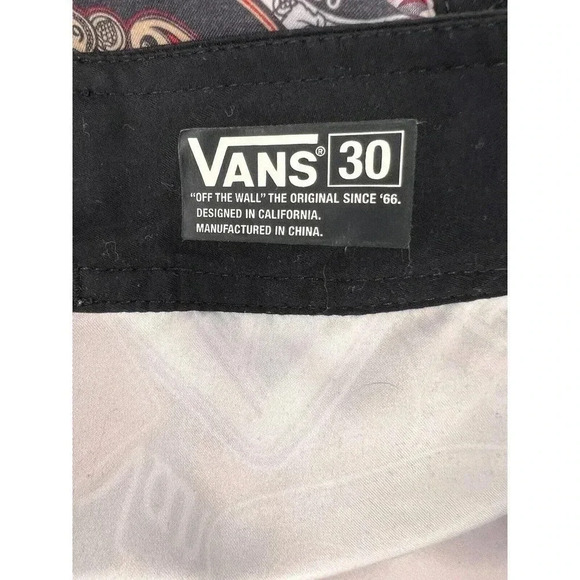 VANS® 30
“OFF THE WALL” THE ORIGINAL SINCE ‘66.
DESIGNED IN CALIFORNIA.
MANUFACTURED IN CHINA.